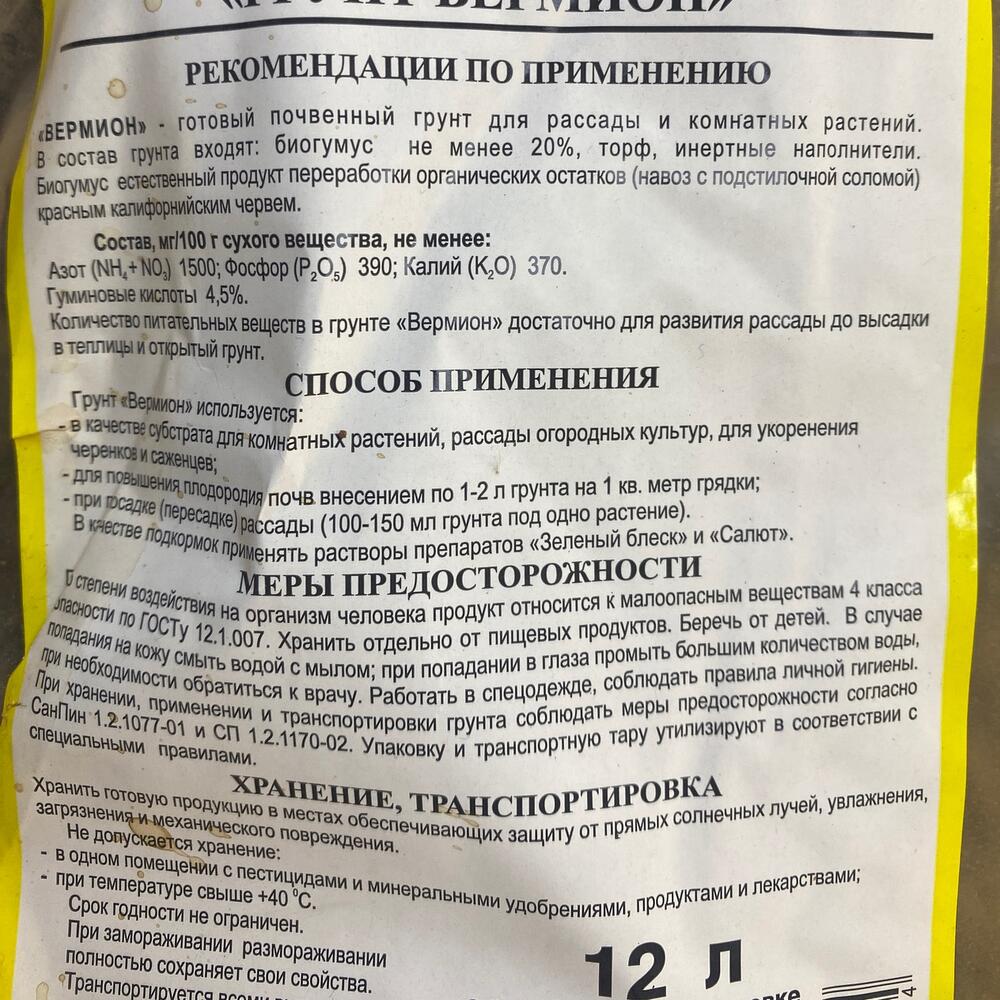 «ГРУНТ ВЕРМИОН»
РЕКОМЕНДАЦИИ ПО ПРИМЕНЕНИЮ
«ВЕРМИОН» - готовый почвенный грунт для рассады и комнатных растений.
В состав грунта входят: биогумус не менее 20%, торф, инертные наполнители.
Биогумус естественный продукт переработки органических остатков (навоз с подстилочной соломой)
красным калифорнийским червем.
Состав, мг/100 г сухого вещества, не менее:
Азот (NH₄+NO₃) 1500; Фосфор (P₂O₅) 390; Калий (K₂O) 370.
Гуминовые кислоты 4,5%.
Количество питательных веществ в грунте «Вермион» достаточно для развития рассады до высадки
в теплицы и открытый грунт.
СПОСОБ ПРИМЕНЕНИЯ
Грунт «Вермион» используется:
- в качестве субстрата для комнатных растений, рассады огородных культур, для укоренения
черенков и саженцев;
- для повышения плодородия почв внесением по 1-2 л грунта на 1 кв. метр грядки;
- при посадке (пересадке) рассады (100-150 мл грунта под одно растение).
В качестве подкормок применять растворы препаратов «Зеленый блеск» и «Салют».
МЕРЫ ПРЕДОСТОРОЖНОСТИ
степени воздействия на организм человека продукт относится к малоопасным веществам 4 класса
опасности по ГОСТу 12.1.007. Хранить отдельно от пищевых продуктов. Беречь от детей. В случае
попадания на кожу смыть водой с мылом; при попадании в глаза промыть большим количеством воды,
при необходимости обратиться к врачу. Работать в спецодежде, соблюдать правила личной гигиены.
При хранении, применении и транспортировки грунта соблюдать меры предосторожности согласно
СанПин 1.2.1077-01 и СП 1.2.1170-02. Упаковку и транспортную тару утилизируют в соответствии с
специальными правилами.
ХРАНЕНИЕ, ТРАНСПОРТИРОВКА
Хранить готовую продукцию в местах обеспечивающих защиту от прямых солнечных лучей, увлажнения,
загрязнения и механического повреждения.
Не допускается хранение:
- в одном помещении с пестицидами и минеральными удобрениями, продуктами и лекарствами;
- при температуре свыше +40 °С.
Срок годности не ограничен.
При замораживании размораживании
полностью сохраняет свои свойства.
12 л
Транспортируется всеми